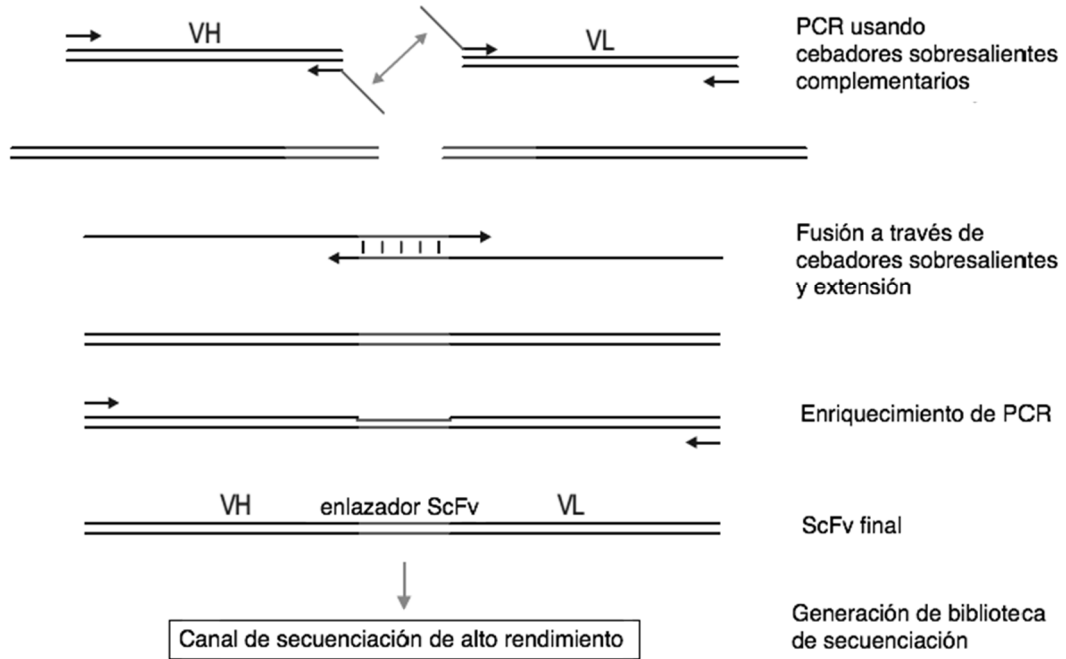 VH
VL
PCR usando
cebadores sobresalientes
complementarios
Fusión a través de
cebadores sobresalientes
y extensión
Enriquecimiento de PCR
VH
enlazador ScFv
VL
ScFv final
Canal de secuenciación de alto rendimiento
Generación de biblioteca
de secuenciación